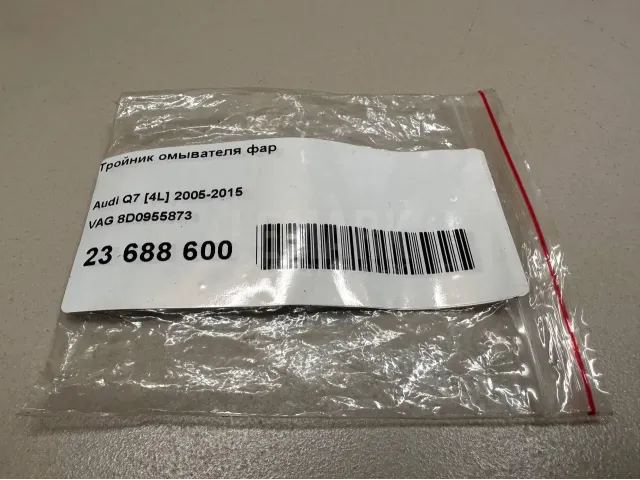 Тройник омывателя фар
Audi Q7 [4L] 2005-2015
VAG 8D0955873
23 688 600